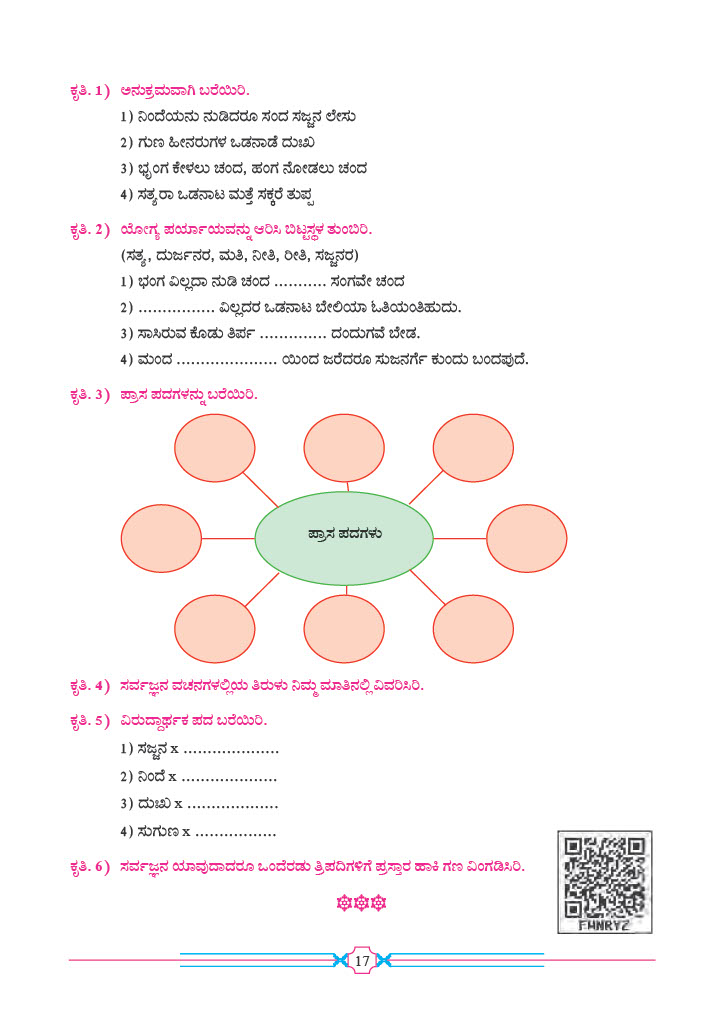 ಕೃತಿ. 1) ಅನುಕ್ರಮವಾಗಿ ಬರೆಯಿರಿ.
1) ನಿಂದೆಯನು ನುಡಿದರೂ ಸಂದ ಸಜ್ಜನ ಲೇಸು
2) ಗುಣ ಹೀನರುಗಳ ಒಡನಾಡೆ ದುಃಖ
3) ಭೃಂಗ ಕೇಳಲು ಚಂದ, ಹಂಗ ನೋಡಲು ಚಂದ
4) ಸತ್ಯರಾ ಒಡನಾಟ ಮತ್ತೆ ಸಕ್ಕರೆ ತುಪ್ಪ
ಕೃತಿ. 2) ಯೋಗ್ಯ ಪರ್ಯಾಯವನ್ನು ಆರಿಸಿ ಬಿಟ್ಟಸ್ಥಳ ತುಂಬಿರಿ.
(ಸತ್ಯ, ದುರ್ಜನರ, ಮತಿ, ನೀತಿ, ರೀತಿ, ಸಜ್ಜನರ)
1) ಭಂಗ ವಿಲ್ಲದಾ ನುಡಿ ಚಂದ ........... ಸಂಗವೇ ಚಂದ
2) ................ ವಿಲ್ಲದರ ಒಡನಾಟ ಬೇಲಿಯಾ ಓತಿಯಂತಿಹುದು.
3) ಸಾಸಿರುವ ಕೊಡು ತಿರ್ಪ .............. ದಂದುಗವೆ ಬೇಡ.
4) ಮಂದ ..................... ಯಿಂದ ಜರೆದರೂ ಸುಜನರ್ಗೆ ಕುಂದು ಬಂದಪುದೆ.
ಕೃತಿ. 3) ಪ್ರಾಸ ಪದಗಳನ್ನು ಬರೆಯಿರಿ.
ಪ್ರಾಸ ಪದಗಳು
ಕೃತಿ. 4) ಸರ್ವಜ್ಞನ ವಚನಗಳಲ್ಲಿಯ ತಿರುಳು ನಿಮ್ಮ ಮಾತಿನಲ್ಲಿ ವಿವರಿಸಿರಿ.
ಕೃತಿ. 5) ವಿರುದ್ಧಾರ್ಥಕ ಪದ ಬರೆಯಿರಿ.
1) ಸಜ್ಜನ x ....................
2) ನಿಂದೆ x ....................
3) ದುಃಖ x ...................
4) ಸುಗುಣ x .................
ಕೃತಿ. 6) ಸರ್ವಜ್ಞನ ಯಾವುದಾದರೂ ಒಂದೆರಡು ತ್ರಿಪದಿಗಳಿಗೆ ಪ್ರಸ್ತಾರ ಹಾಕಿ ಗಣ ವಿಂಗಡಿಸಿರಿ.
FWNRYZ
17